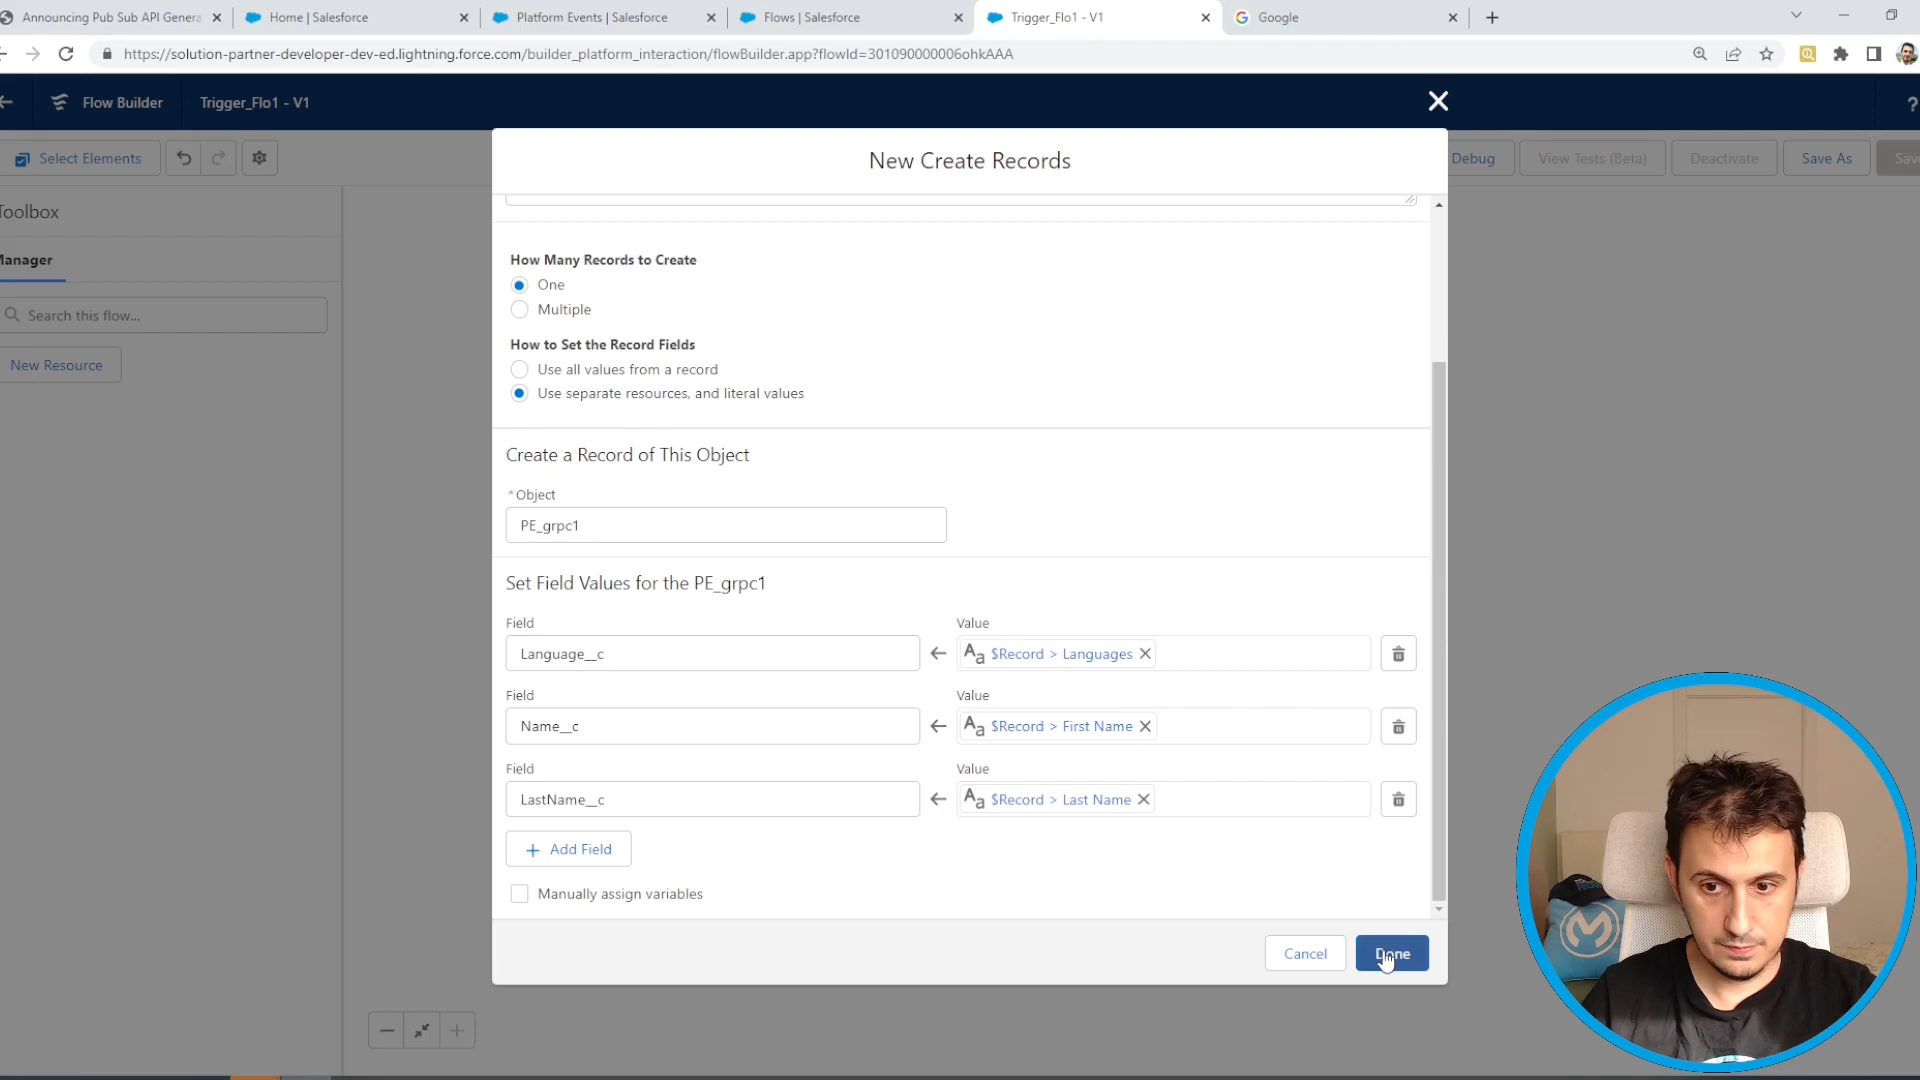 Announcing Pub Sub API Genera
Home | Salesforce
Platform Events | Salesforce
Flows | Salesforce
Trigger_Flo1 - V1
Google
https://solution-partner-developer-dev-ed.lightning.force.com/builder_platform_interaction/flowBuilder.app?flowId=301090000006ohkAAA
Flow Builder
Trigger_Flo1 - V1
?
Select Elements
New Create Records
Debug
View Tests (Beta)
Deactivate
Save As
Save
Toolbox
Manager
Search this flow...
New Resource
How Many Records to Create
One
Multiple
How to Set the Record Fields
Use all values from a record
Use separate resources, and literal values
Create a Record of This Object
*Object
PE_grpc1
Set Field Values for the PE_grpc1
Field
Value
Language__c
Aa $Record > Languages
Field
Value
Name__c
Aa $Record > First Name
Field
Value
LastName__c
Aa $Record > Last Name
Add Field
Manually assign variables
Cancel
Done